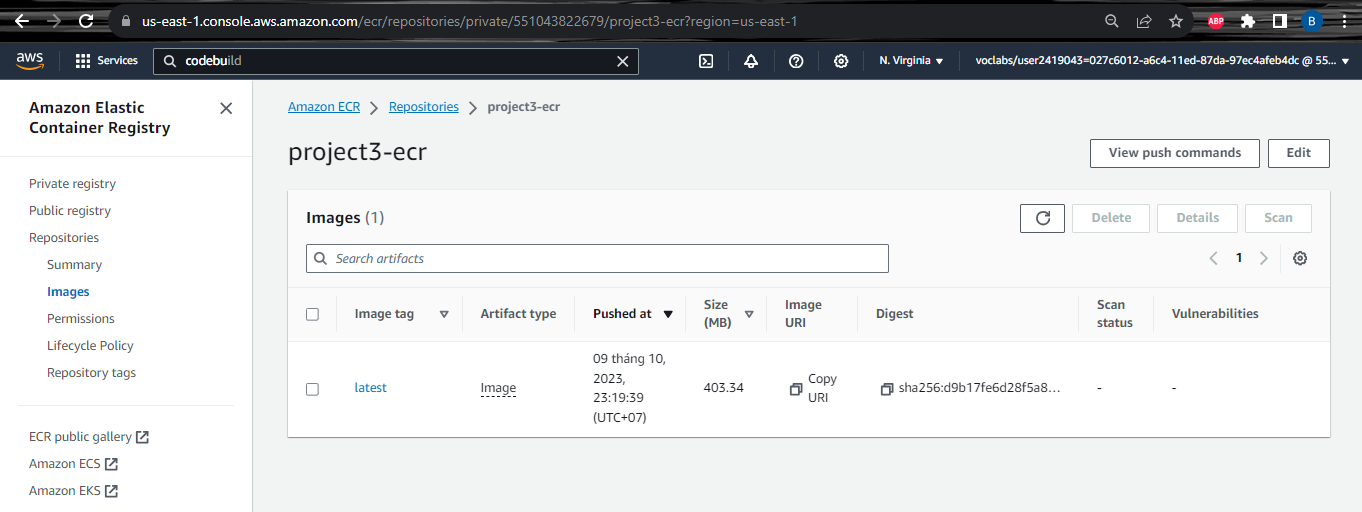 us-east-1.console.aws.amazon.com/ecr/repositories/private/551043822679/project3-ecr?region=us-east-1
ABP
B
aws
Services
codebuild
N. Virginia
voclabs/user2419043=027c6012-a6c4-11ed-87da-97ec4afeb4dc @ 55...
Amazon Elastic
Container Registry
Private registry
Public registry
Repositories
Summary
Images
Permissions
Lifecycle Policy
Repository tags
ECR public gallery
Amazon ECS
Amazon EKS
Amazon ECR
Repositories
project3-ecr
project3-ecr
View push commands
Edit
Images (1)
Delete
Details
Scan
Search artifacts
1
Image tag
Artifact type
Pushed at
Size
(MB)
Image
URI
Digest
Scan
status
Vulnerabilities
latest
Image
09 tháng 10,
2023,
23:19:39
(UTC+07)
403.34
Copy
URI
sha256:d9b17fe6d28f5a8...
-
-